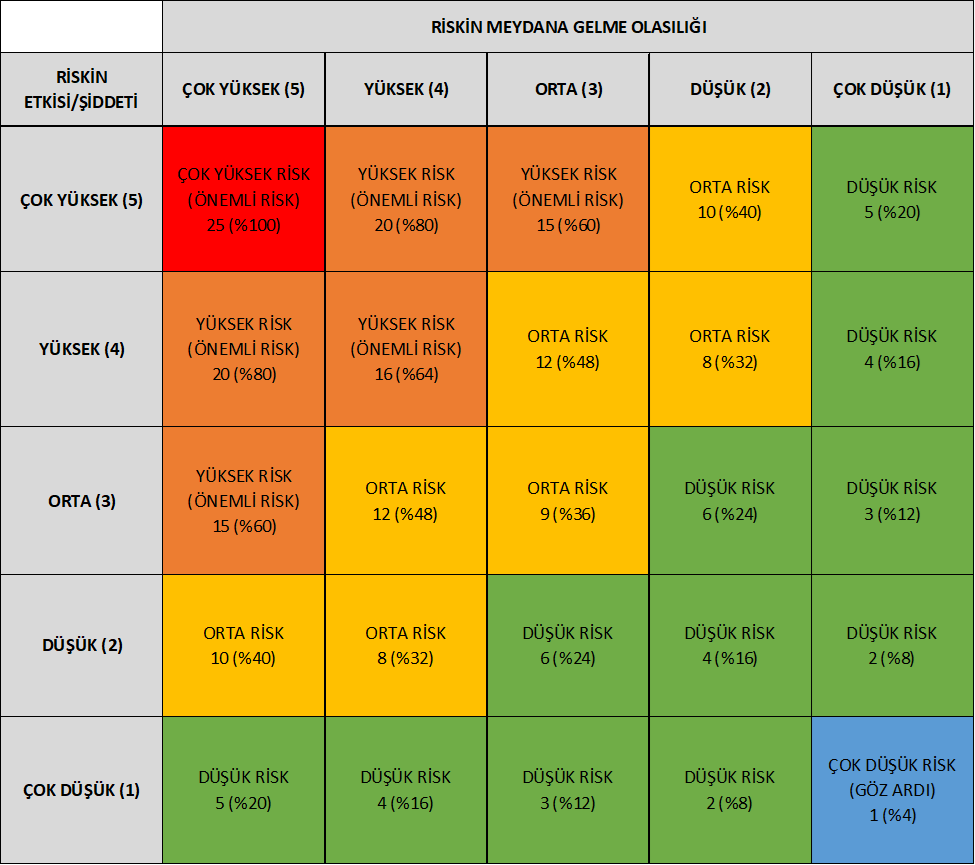 RİSKİN MEYDANA GELME OLASILIĞI
RİSKİN
ETKİSİ/ŞİDDETİ
ÇOK YÜKSEK (5)
YÜKSEK (4)
ORTA (3)
DÜŞÜK (2)
ÇOK DÜŞÜK (1)
ÇOK YÜKSEK (5)
ÇOK YÜKSEK RİSK
(ÖNEMLİ RİSK)
25 (%100)
YÜKSEK RİSK
(ÖNEMLİ RİSK)
20 (%80)
YÜKSEK RİSK
(ÖNEMLİ RİSK)
15 (%60)
ORTA RİSK
10 (%40)
DÜŞÜK RİSK
5 (%20)
YÜKSEK (4)
YÜKSEK RİSK
(ÖNEMLİ RİSK)
20 (%80)
YÜKSEK RİSK
(ÖNEMLİ RİSK)
16 (%64)
ORTA RİSK
12 (%48)
ORTA RİSK
8 (%32)
DÜŞÜK RİSK
4 (%16)
ORTA (3)
YÜKSEK RİSK
(ÖNEMLİ RİSK)
15 (%60)
ORTA RİSK
12 (%48)
ORTA RİSK
9 (%36)
DÜŞÜK RİSK
6 (%24)
DÜŞÜK RİSK
3 (%12)
DÜŞÜK (2)
ORTA RİSK
10 (%40)
ORTA RİSK
8 (%32)
DÜŞÜK RİSK
6 (%24)
DÜŞÜK RİSK
4 (%16)
DÜŞÜK RİSK
2 (%8)
ÇOK DÜŞÜK (1)
DÜŞÜK RİSK
5 (%20)
DÜŞÜK RİSK
4 (%16)
DÜŞÜK RİSK
3 (%12)
DÜŞÜK RİSK
2 (%8)
ÇOK DÜŞÜK RİSK
(GÖZ ARDI)
1 (%4)